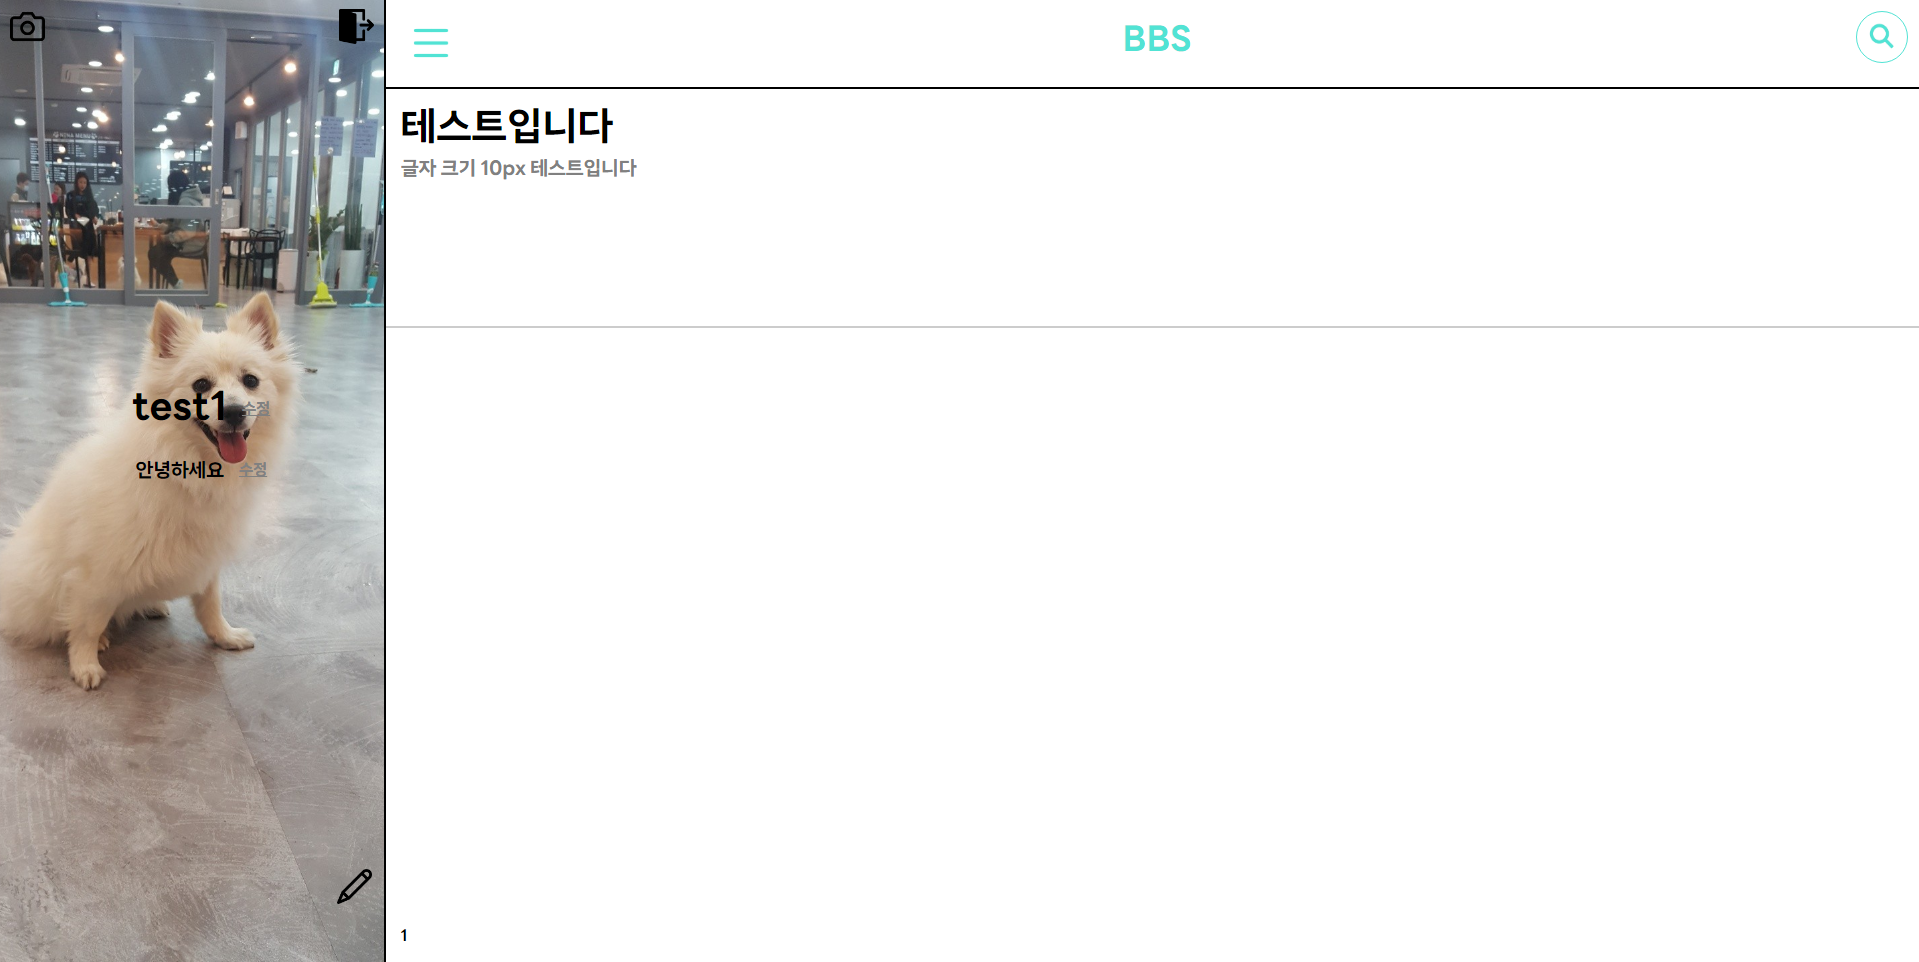 BBS
테스트입니다
글자 크기 10px 테스트입니다
test1 수정
안녕하세요 수정
1